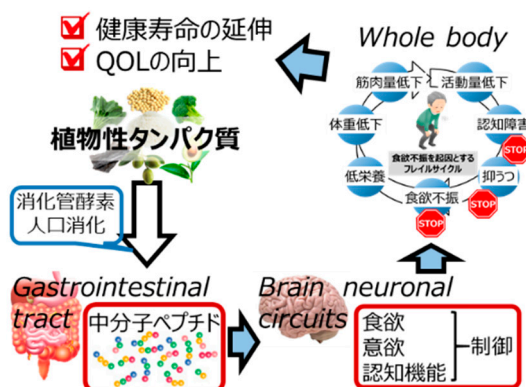 健康寿命の延伸
QOLの向上
植物性タンパク質
消化管酵素
人口消化
Gastrointestinal
tract
中分子ペプチド
Brain neuronal
circuits
食欲
意欲
認知機能
制御
Whole body
筋肉量低下
活動量低下
体重低下
認知障害
STOP
食欲不振を起因とする
フレイルサイクル
低栄養
抑うつ
STOP
食欲不振
STOP